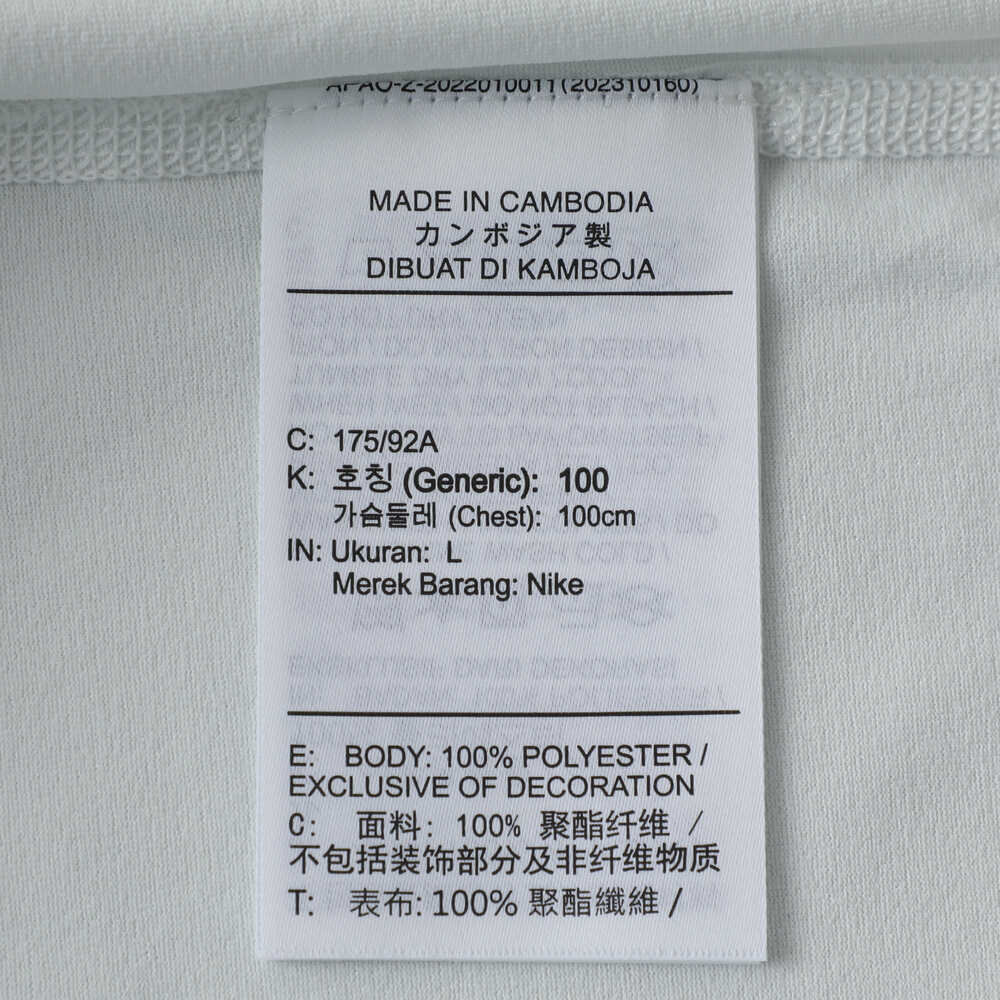 APAO-Z-2022010011(202310160)
MADE IN CAMBODIA
カンボジア製
DIBUAT DI KAMBOJA
C: 175/92A
K: 호칭 (Generic): 100
가슴둘레 (Chest): 100cm
IN: Ukuran: L
Merek Barang: Nike
E: BODY: 100% POLYESTER /
EXCLUSIVE OF DECORATION
C: 面料: 100% 聚酯纤维 /
不包括装饰部分及非纤维物质
T: 表布: 100% 聚酯纖維 /